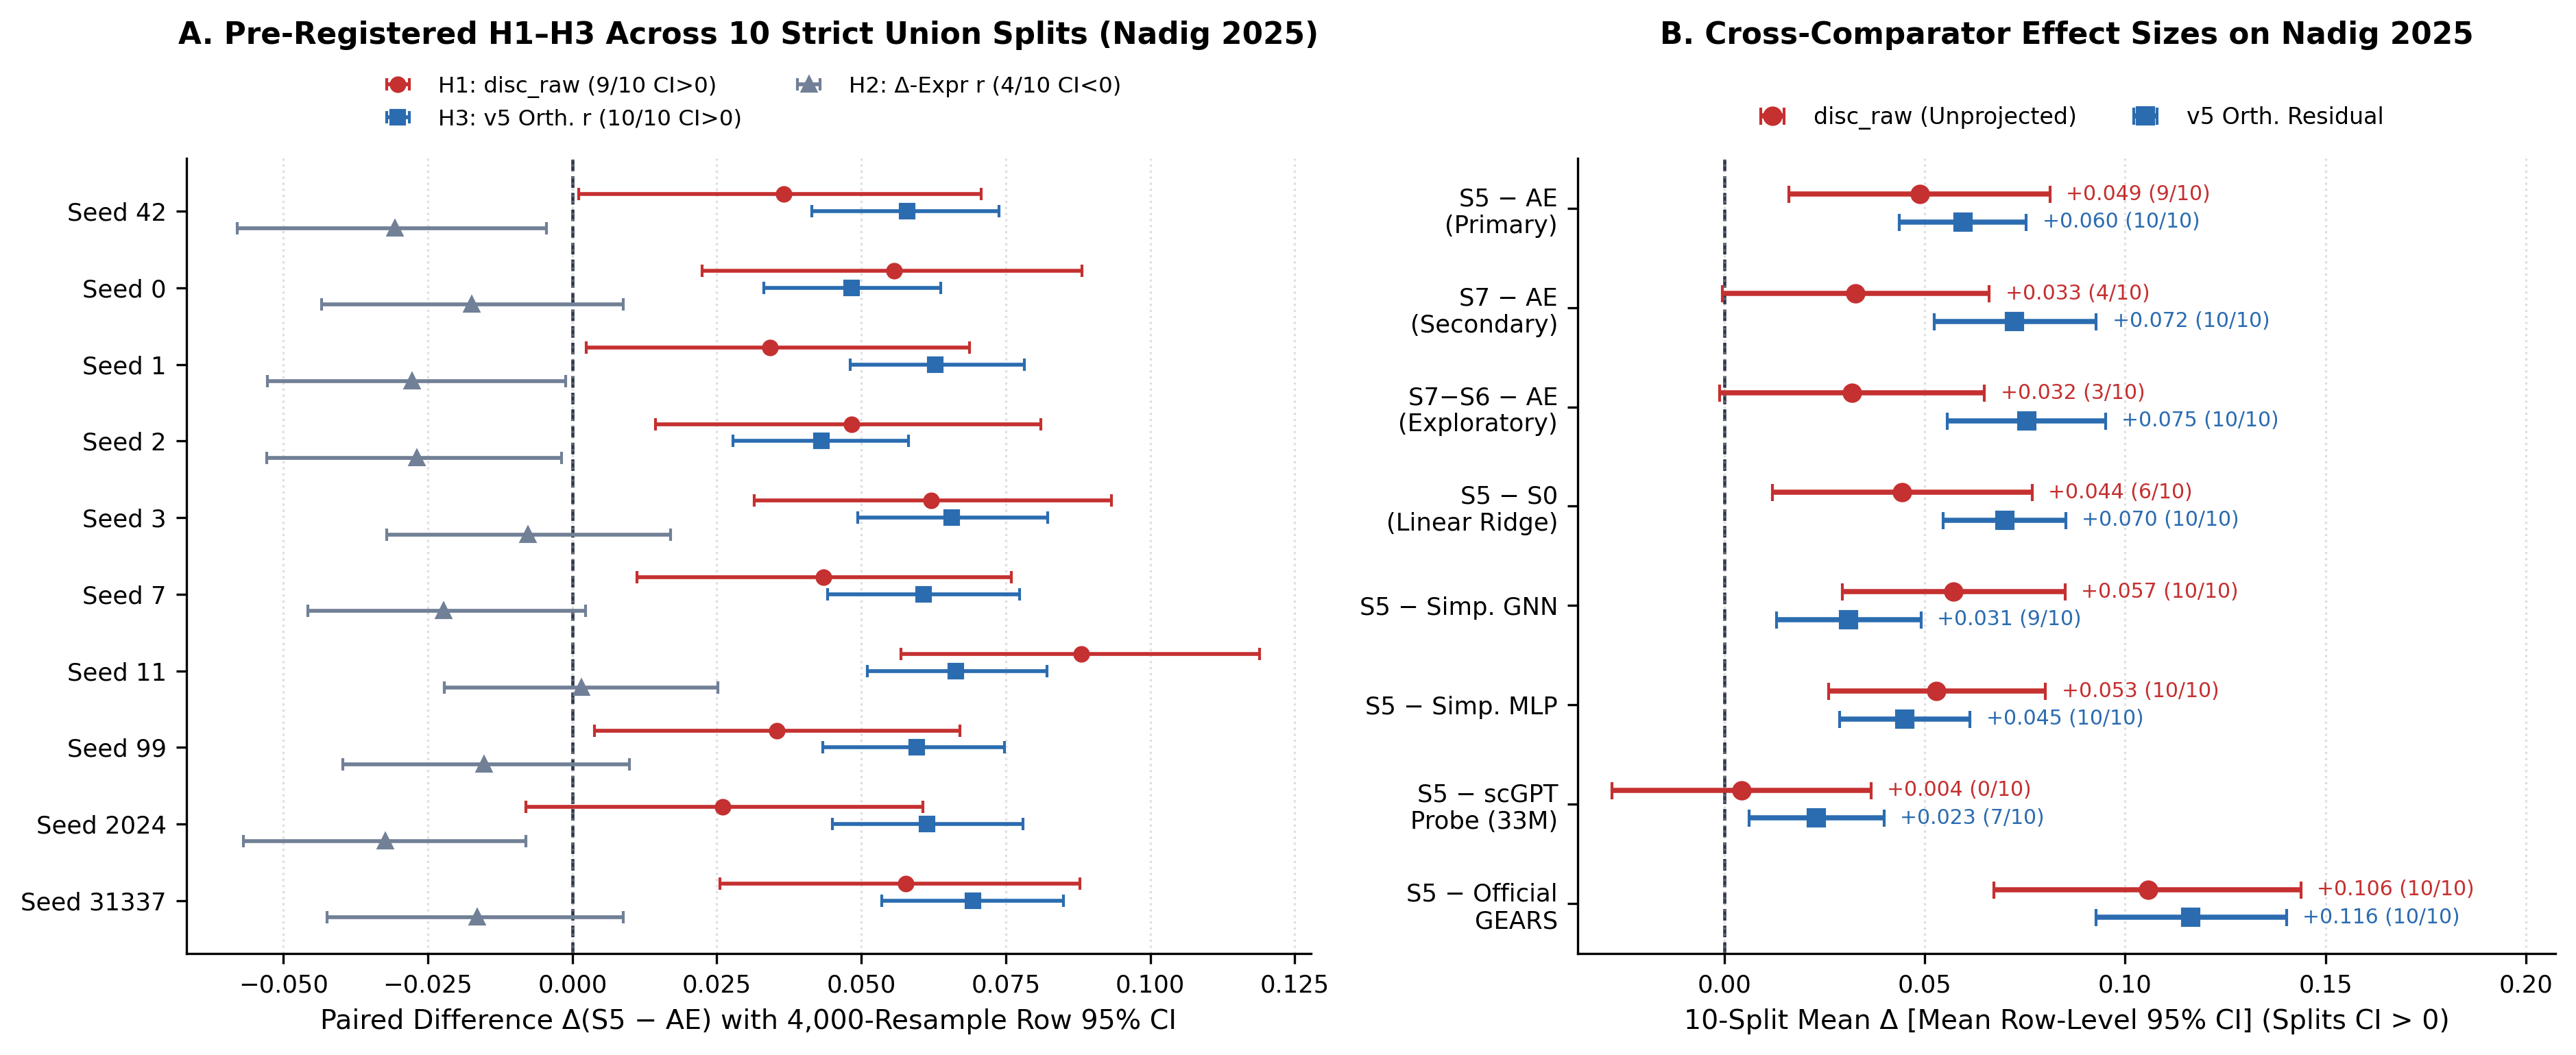 A. Pre-Registered H1–H3 Across 10 Strict Union Splits (Nadig 2025)
H1: disc_raw (9/10 CI>0)
H3: v5 Orth. r (10/10 CI>0)
H2: Δ-Expr r (4/10 CI<0)
Seed 42
Seed 0
Seed 1
Seed 2
Seed 3
Seed 7
Seed 11
Seed 99
Seed 2024
Seed 31337
−0.050
−0.025
0.000
0.025
0.050
0.075
0.100
0.125
Paired Difference Δ(S5 − AE) with 4,000-Resample Row 95% CI
B. Cross-Comparator Effect Sizes on Nadig 2025
disc_raw (Unprojected)
v5 Orth. Residual
S5 − AE
(Primary)
+0.049 (9/10)
+0.060 (10/10)
S7 − AE
(Secondary)
+0.033 (4/10)
+0.072 (10/10)
S7−S6 − AE
(Exploratory)
+0.032 (3/10)
+0.075 (10/10)
S5 − S0
(Linear Ridge)
+0.044 (6/10)
+0.070 (10/10)
S5 − Simp. GNN
+0.057 (10/10)
+0.031 (9/10)
S5 − Simp. MLP
+0.053 (10/10)
+0.045 (10/10)
S5 − scGPT
Probe (33M)
+0.004 (0/10)
+0.023 (7/10)
S5 − Official
GEARS
+0.106 (10/10)
+0.116 (10/10)
0.00
0.05
0.10
0.15
0.20
10-Split Mean Δ [Mean Row-Level 95% CI] (Splits CI > 0)